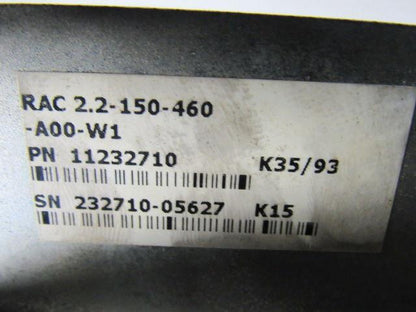 RAC 2.2-150-460
-A00-W1
PN 11232710 K35/93
SN 232710-05627 K15